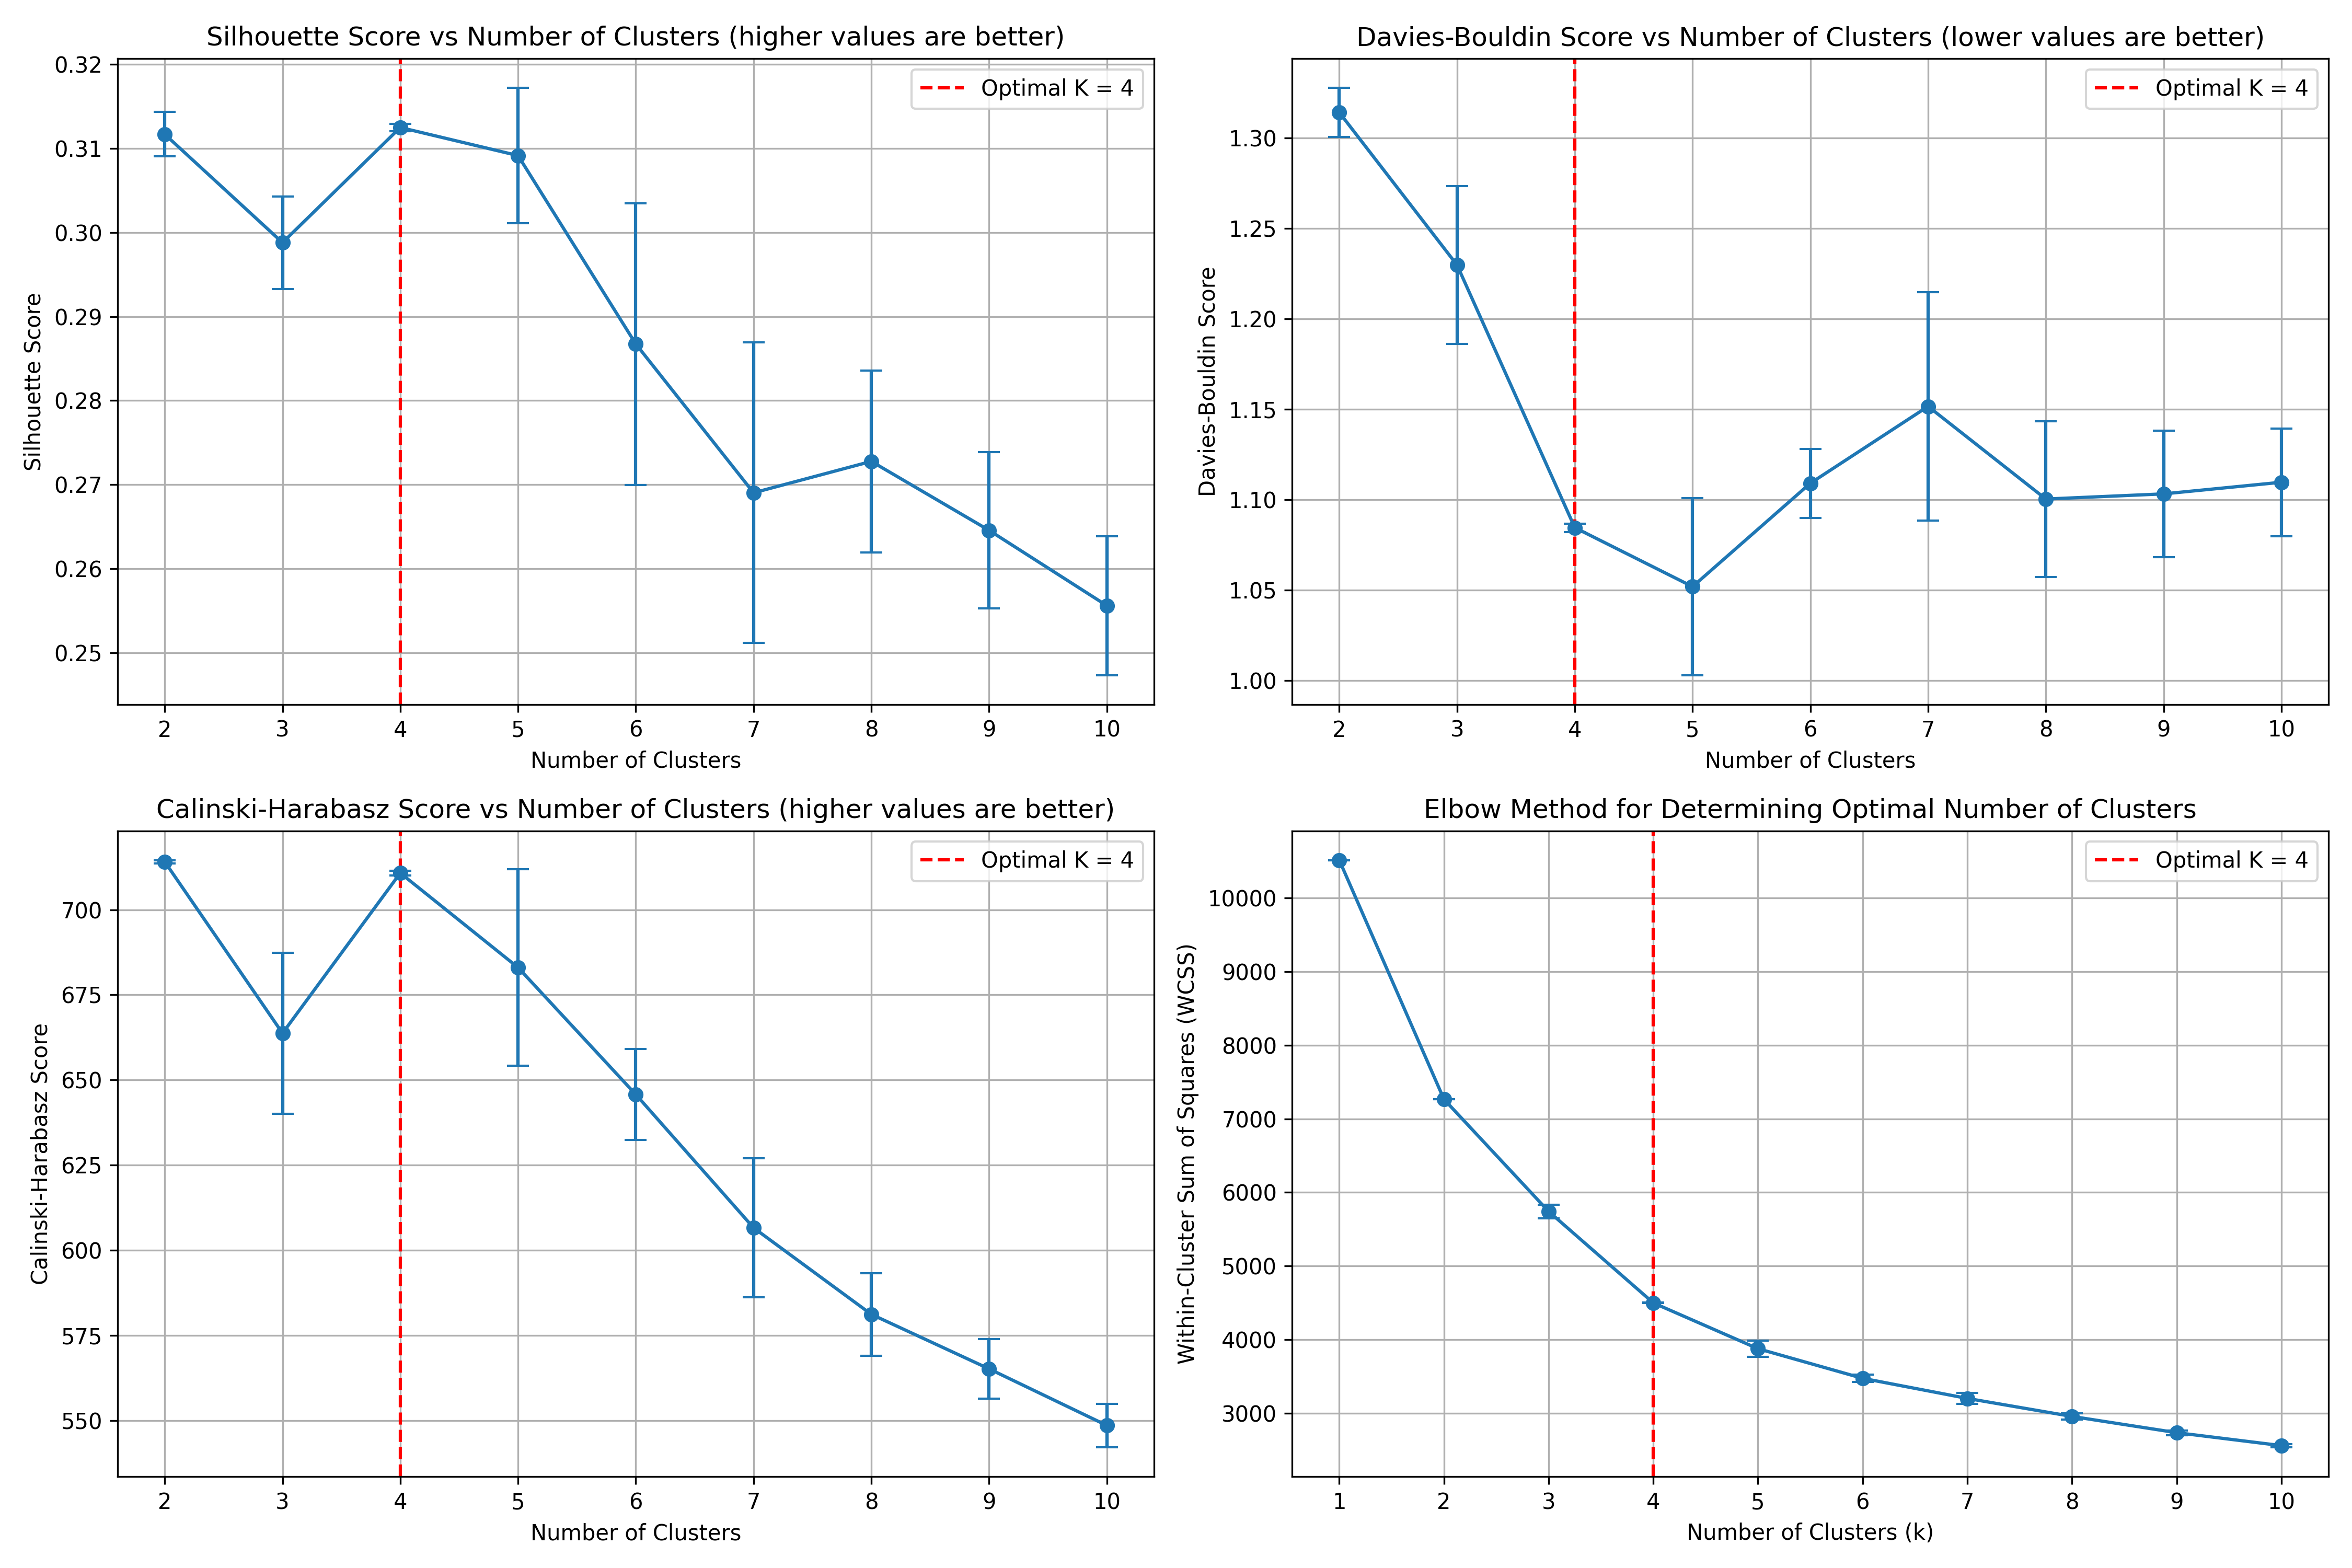 Silhouette Score vs Number of Clusters (higher values are better)
Optimal K = 4
Silhouette Score
0.32
0.31
0.30
0.29
0.28
0.27
0.26
0.25
2 3 4 5 6 7 8 9 10
Number of Clusters
Davies-Bouldin Score vs Number of Clusters (lower values are better)
Optimal K = 4
Davies-Bouldin Score
1.30
1.25
1.20
1.15
1.10
1.05
1.00
2 3 4 5 6 7 8 9 10
Number of Clusters
Calinski-Harabasz Score vs Number of Clusters (higher values are better)
Optimal K = 4
Calinski-Harabasz Score
700
675
650
625
600
575
550
2 3 4 5 6 7 8 9 10
Number of Clusters
Elbow Method for Determining Optimal Number of Clusters
Optimal K = 4
Within-Cluster Sum of Squares (WCSS)
10000
9000
8000
7000
6000
5000
4000
3000
1 2 3 4 5 6 7 8 9 10
Number of Clusters (k)